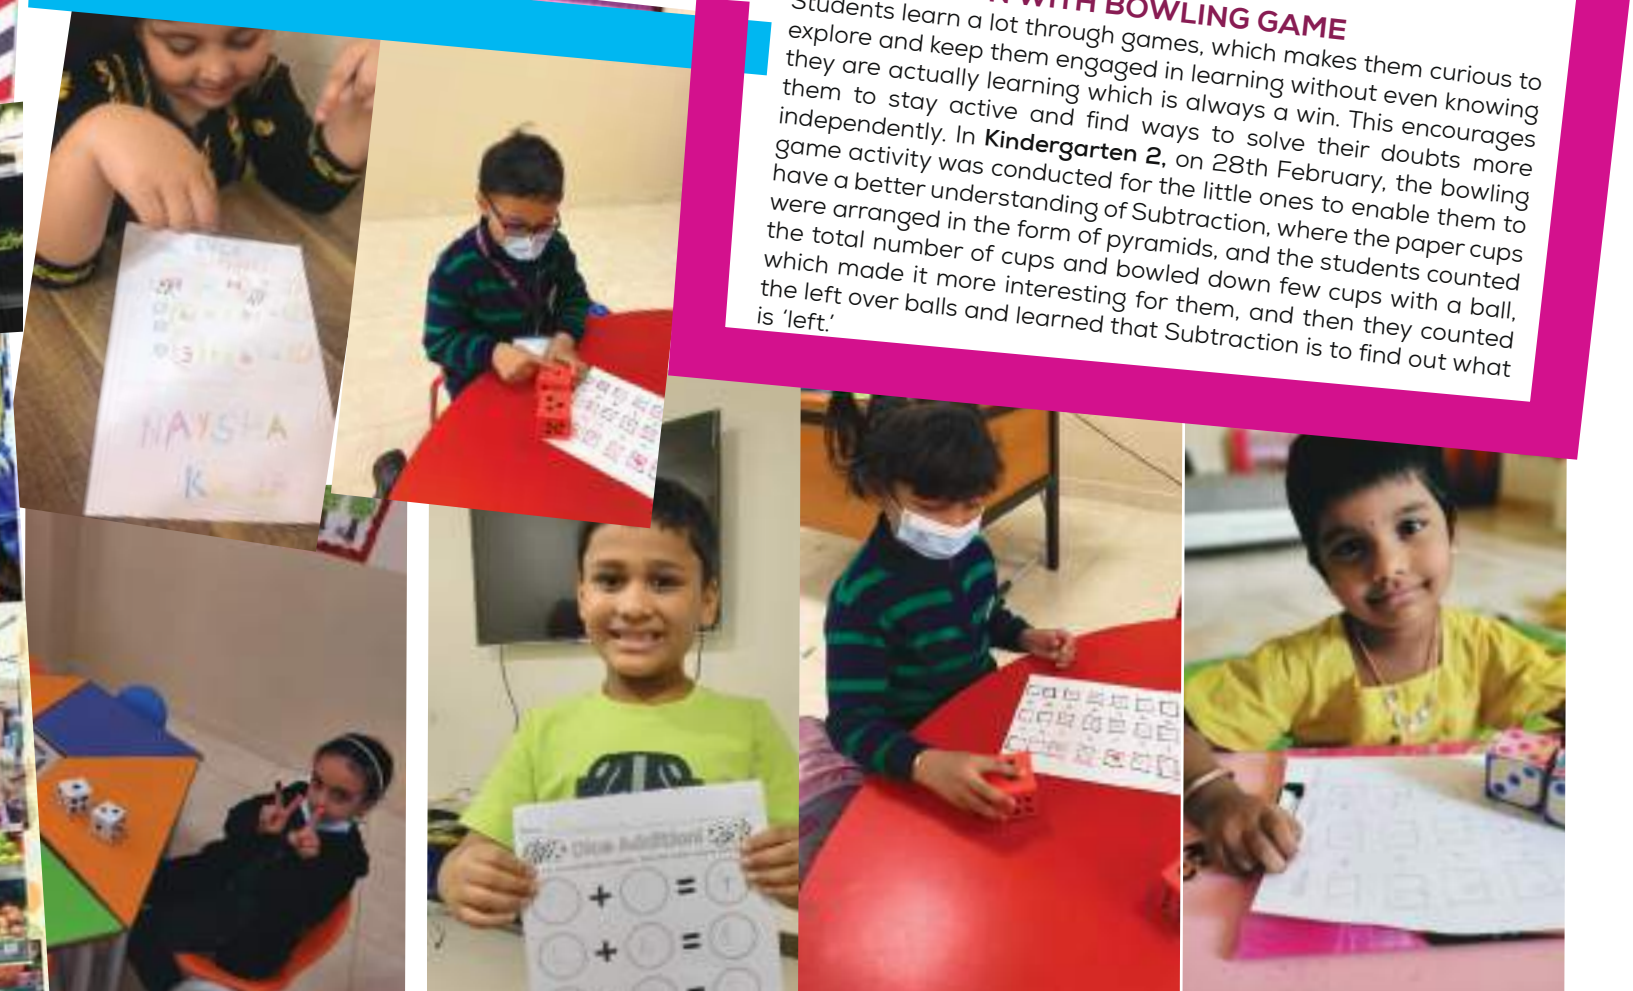 WITH BOWLING GAME
Students learn a lot through games, which makes them curious to
explore and keep them engaged in learning without even knowing
they are actually learning which is always a win. This encourages
them to stay active and find ways to solve their doubts more
independently. In Kindergarten 2, on 28th February, the bowling
game activity was conducted for the little ones to enable them to
have a better understanding of Subtraction, where the paper cups
were arranged in the form of pyramids, and the students counted
the total number of cups and bowled down few cups with a ball,
which made it more interesting for them, and then they counted
the left over balls and learned that Subtraction is to find out what
is ‘left.’
NAYSHA
K
Dice Addition!
+ =
+ =